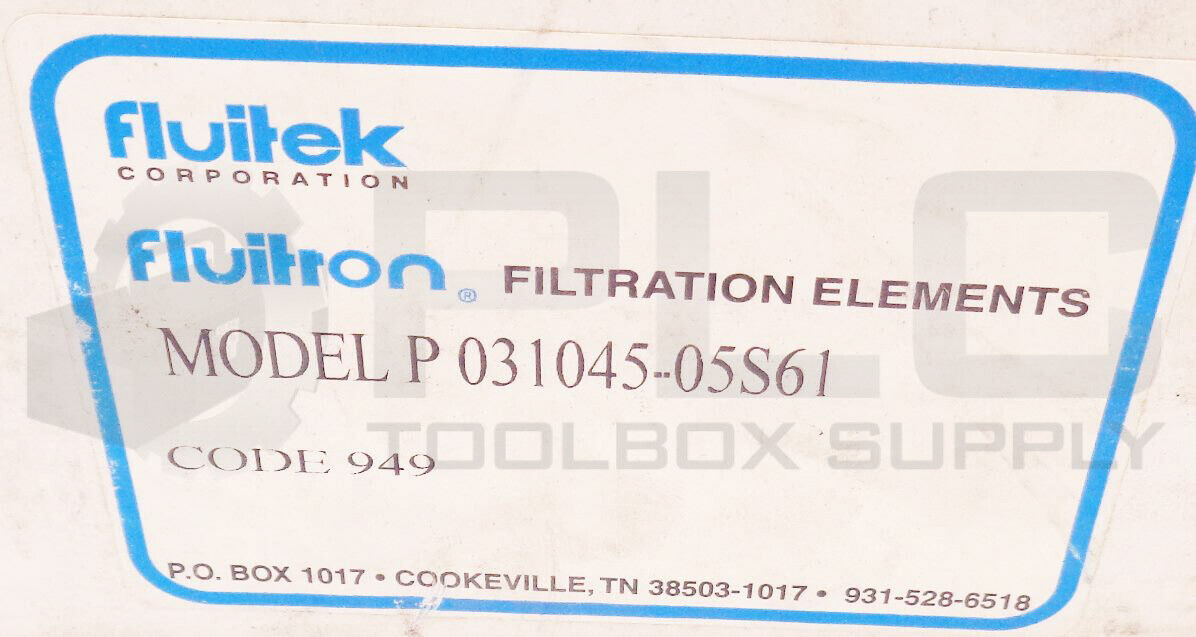 fluitek
CORPORATION
fluitron ® FILTRATION ELEMENTS
MODEL P 031045-05S61
CODE 949
P.O. BOX 1017 • COOKEVILLE, TN 38503-1017 • 931-528-6518
PLC
TOOLBOX SUPPLY